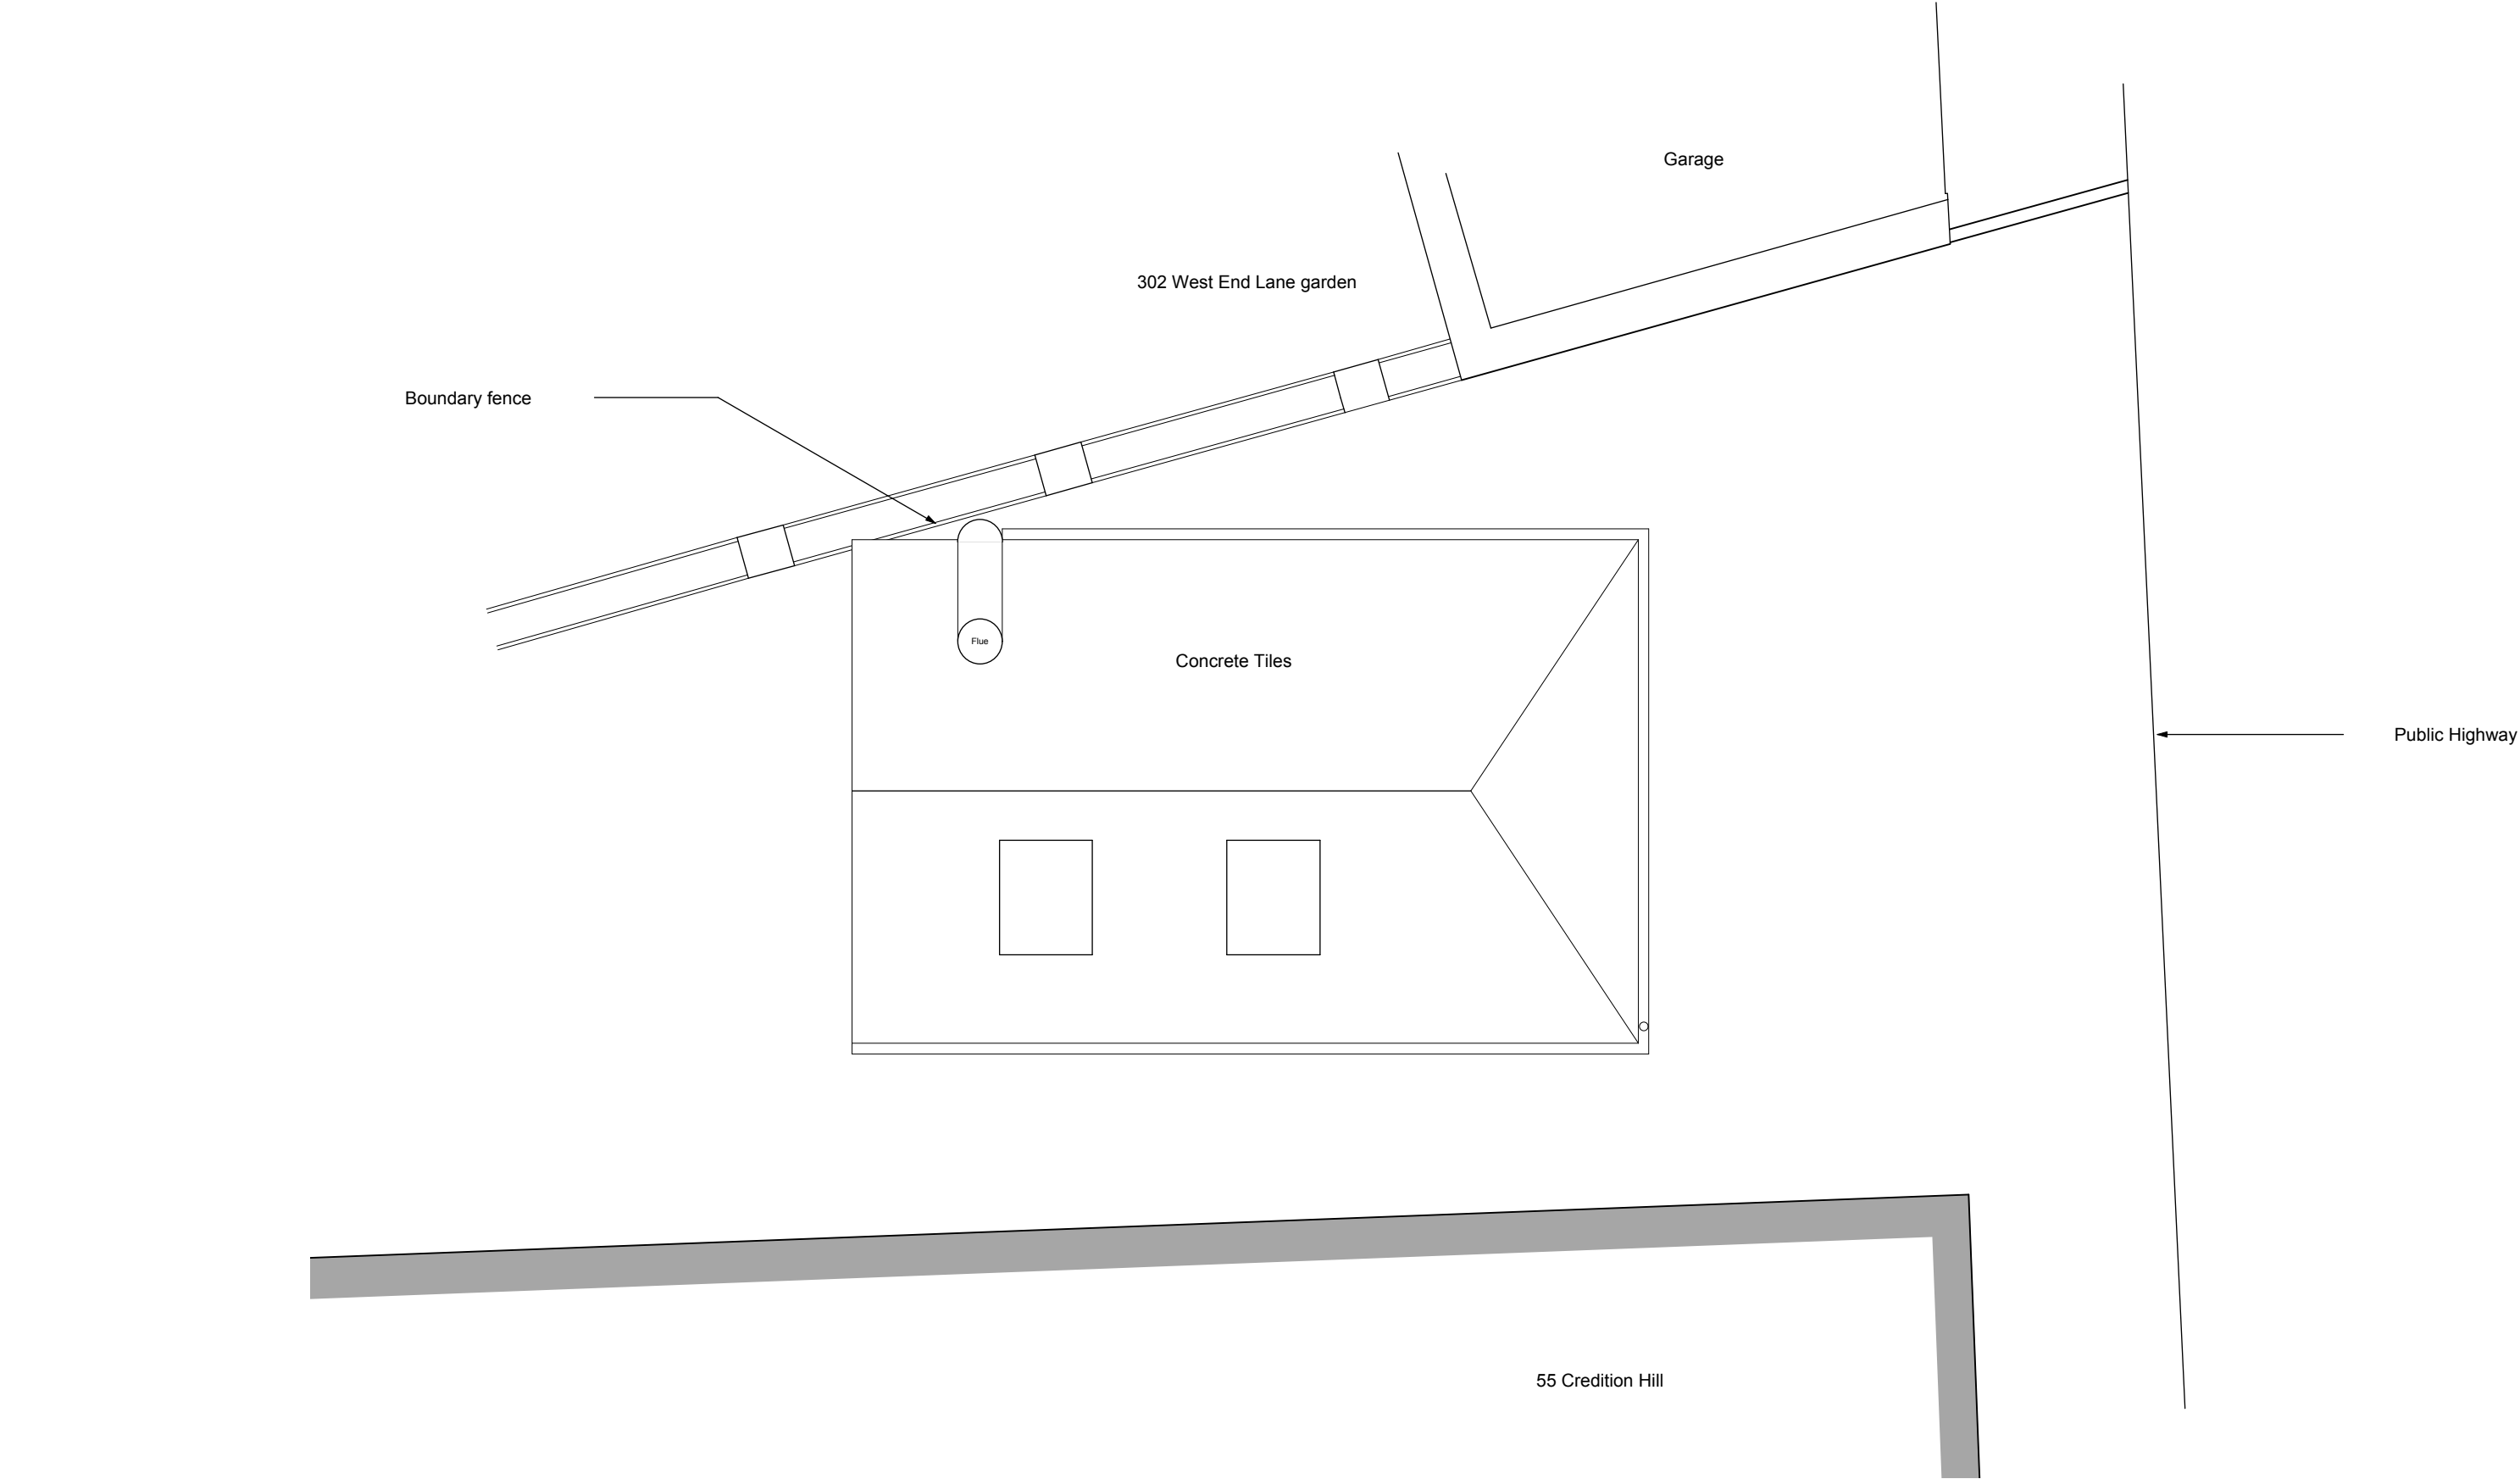 Garage
302 West End Lane garden
Boundary fence
Flue
Concrete Tiles
Public Highway
55 Credition Hill